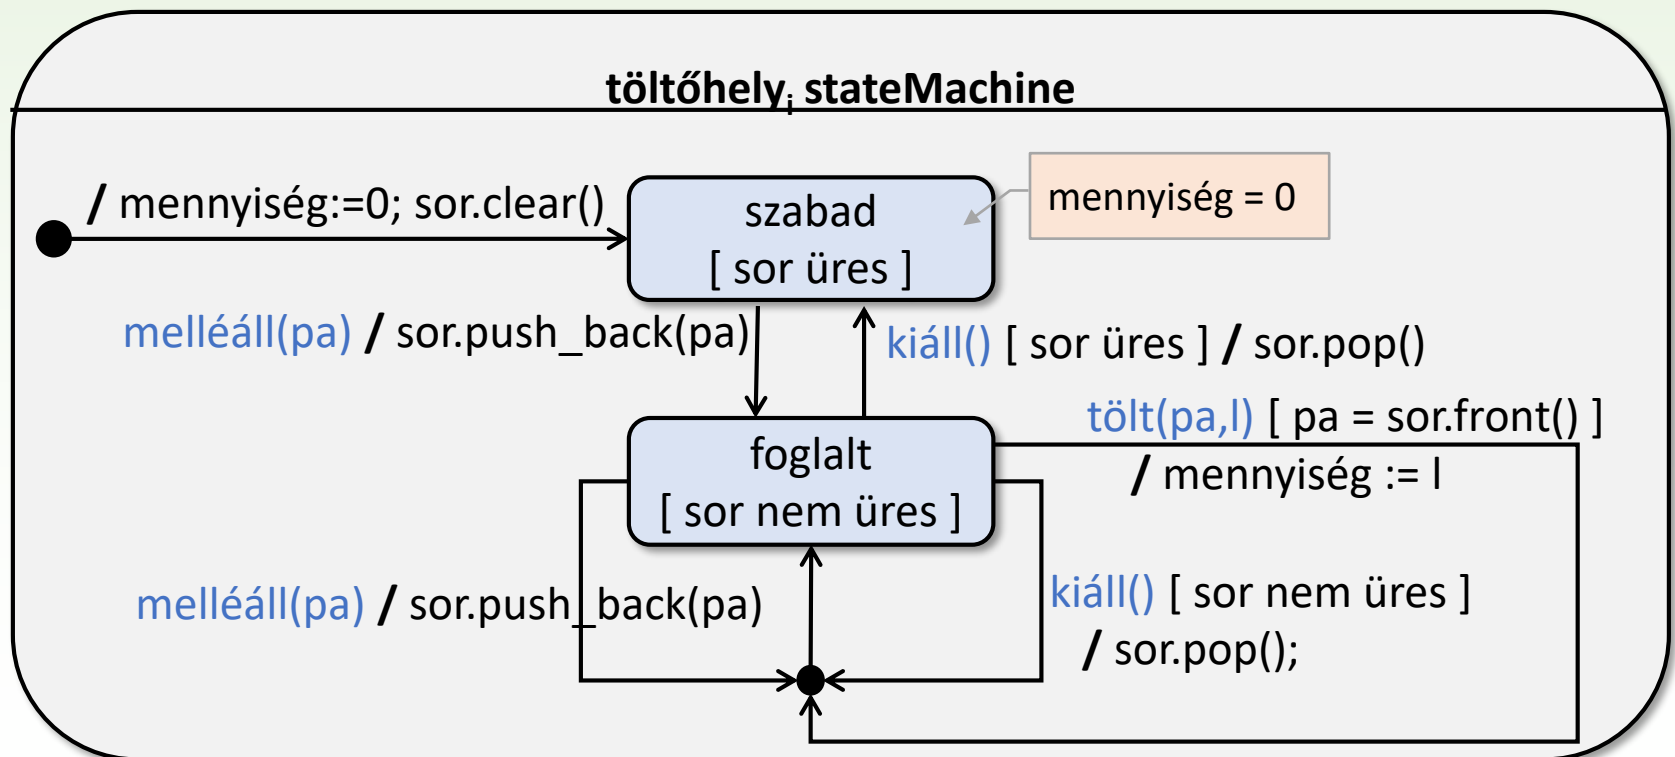 töltőhelyᵢ stateMachine
/ mennyiség:=0; sor.clear()
szabad
[ sor üres ]
mennyiség = 0
melléáll(pa) / sor.push_back(pa)
kiáll() [ sor üres ] / sor.pop()
tölt(pa,l) [ pa = sor.front() ]
/ mennyiség := l
foglalt
[ sor nem üres ]
melléáll(pa) / sor.push_back(pa)
kiáll() [ sor nem üres ]
/ sor.pop();